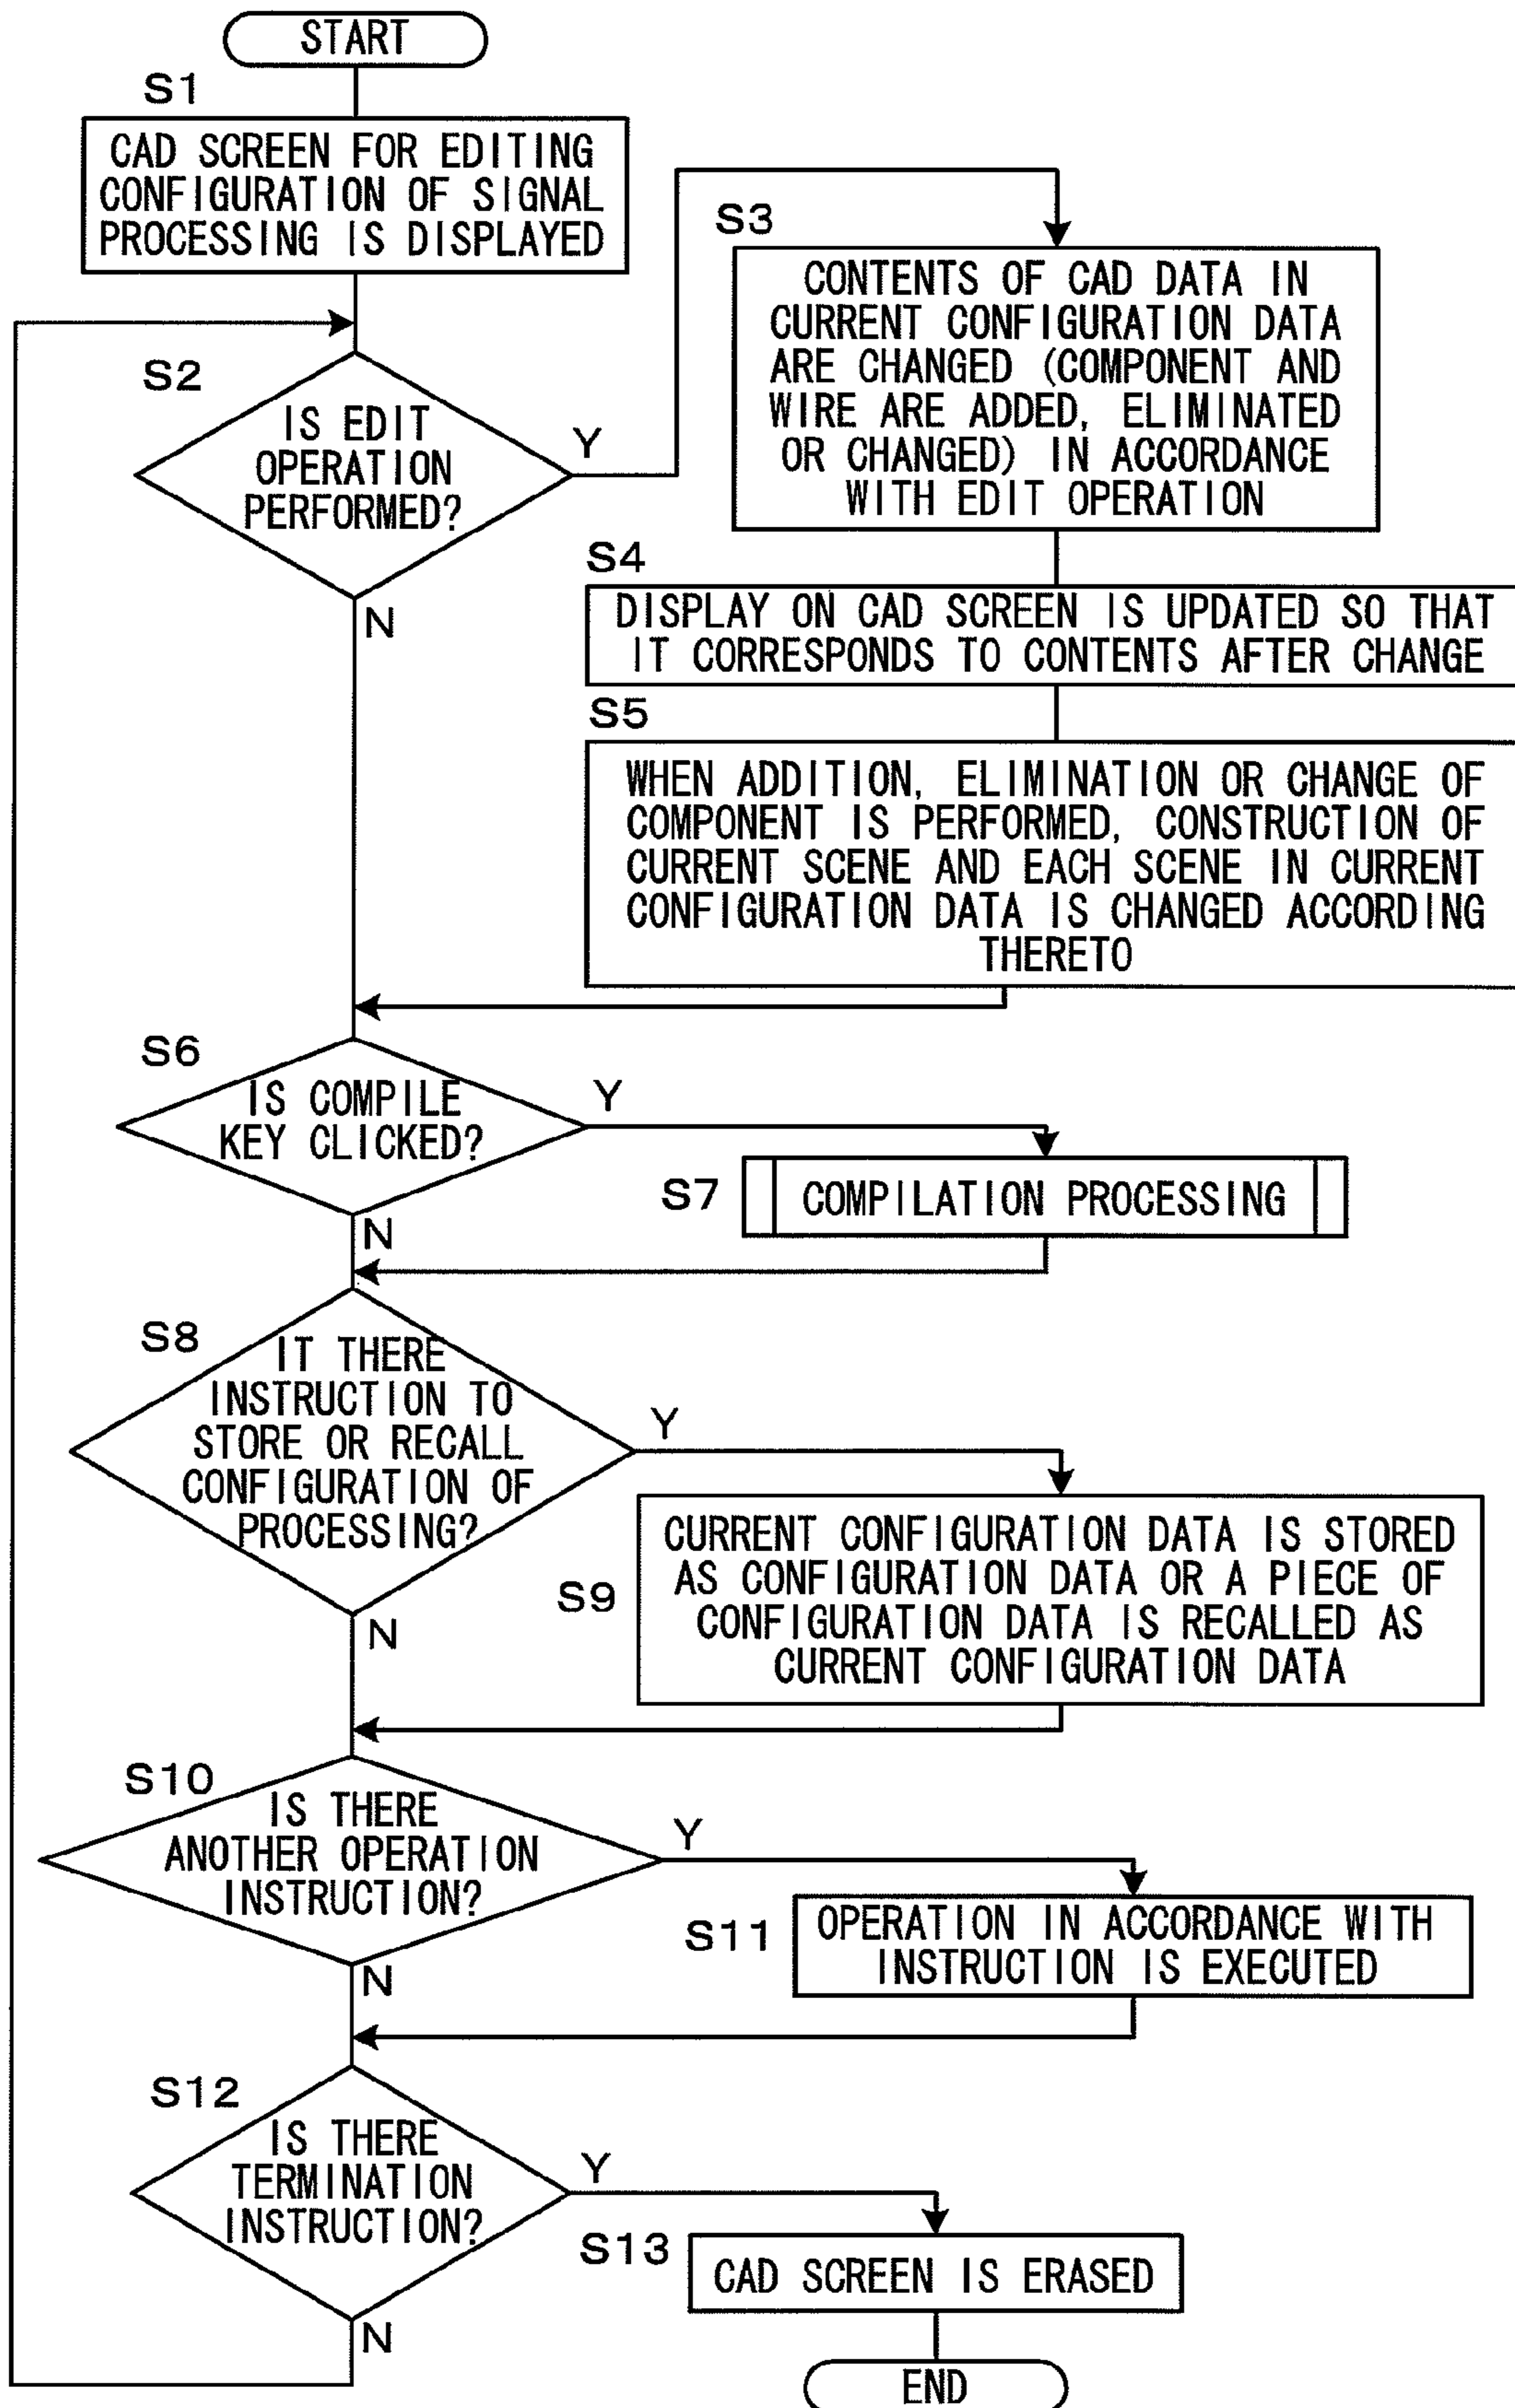 START
S1
CAD SCREEN FOR EDITING
CONFIGURATION OF SIGNAL
PROCESSING IS DISPLAYED
S2
IS EDIT
OPERATION
PERFORMED?
Y
N
S3
CONTENTS OF CAD DATA IN
CURRENT CONFIGURATION DATA
ARE CHANGED (COMPONENT AND
WIRE ARE ADDED, ELIMINATED
OR CHANGED) IN ACCORDANCE
WITH EDIT OPERATION
S4
DISPLAY ON CAD SCREEN IS UPDATED SO THAT
IT CORRESPONDS TO CONTENTS AFTER CHANGE
S5
WHEN ADDITION, ELIMINATION OR CHANGE OF
COMPONENT IS PERFORMED, CONSTRUCTION OF
CURRENT SCENE AND EACH SCENE IN CURRENT
CONFIGURATION DATA IS CHANGED ACCORDING
THERETO
S6
IS COMPILE
KEY CLICKED?
Y
N
S7
COMPILATION PROCESSING
S8
IT THERE
INSTRUCTION TO
STORE OR RECALL
CONFIGURATION OF
PROCESSING?
Y
N
S9
CURRENT CONFIGURATION DATA IS STORED
AS CONFIGURATION DATA OR A PIECE OF
CONFIGURATION DATA IS RECALLED AS
CURRENT CONFIGURATION DATA
S10
IS THERE
ANOTHER OPERATION
INSTRUCTION?
Y
N
S11
OPERATION IN ACCORDANCE WITH
INSTRUCTION IS EXECUTED
S12
IS THERE
TERMINATION
INSTRUCTION?
Y
N
S13
CAD SCREEN IS ERASED
END